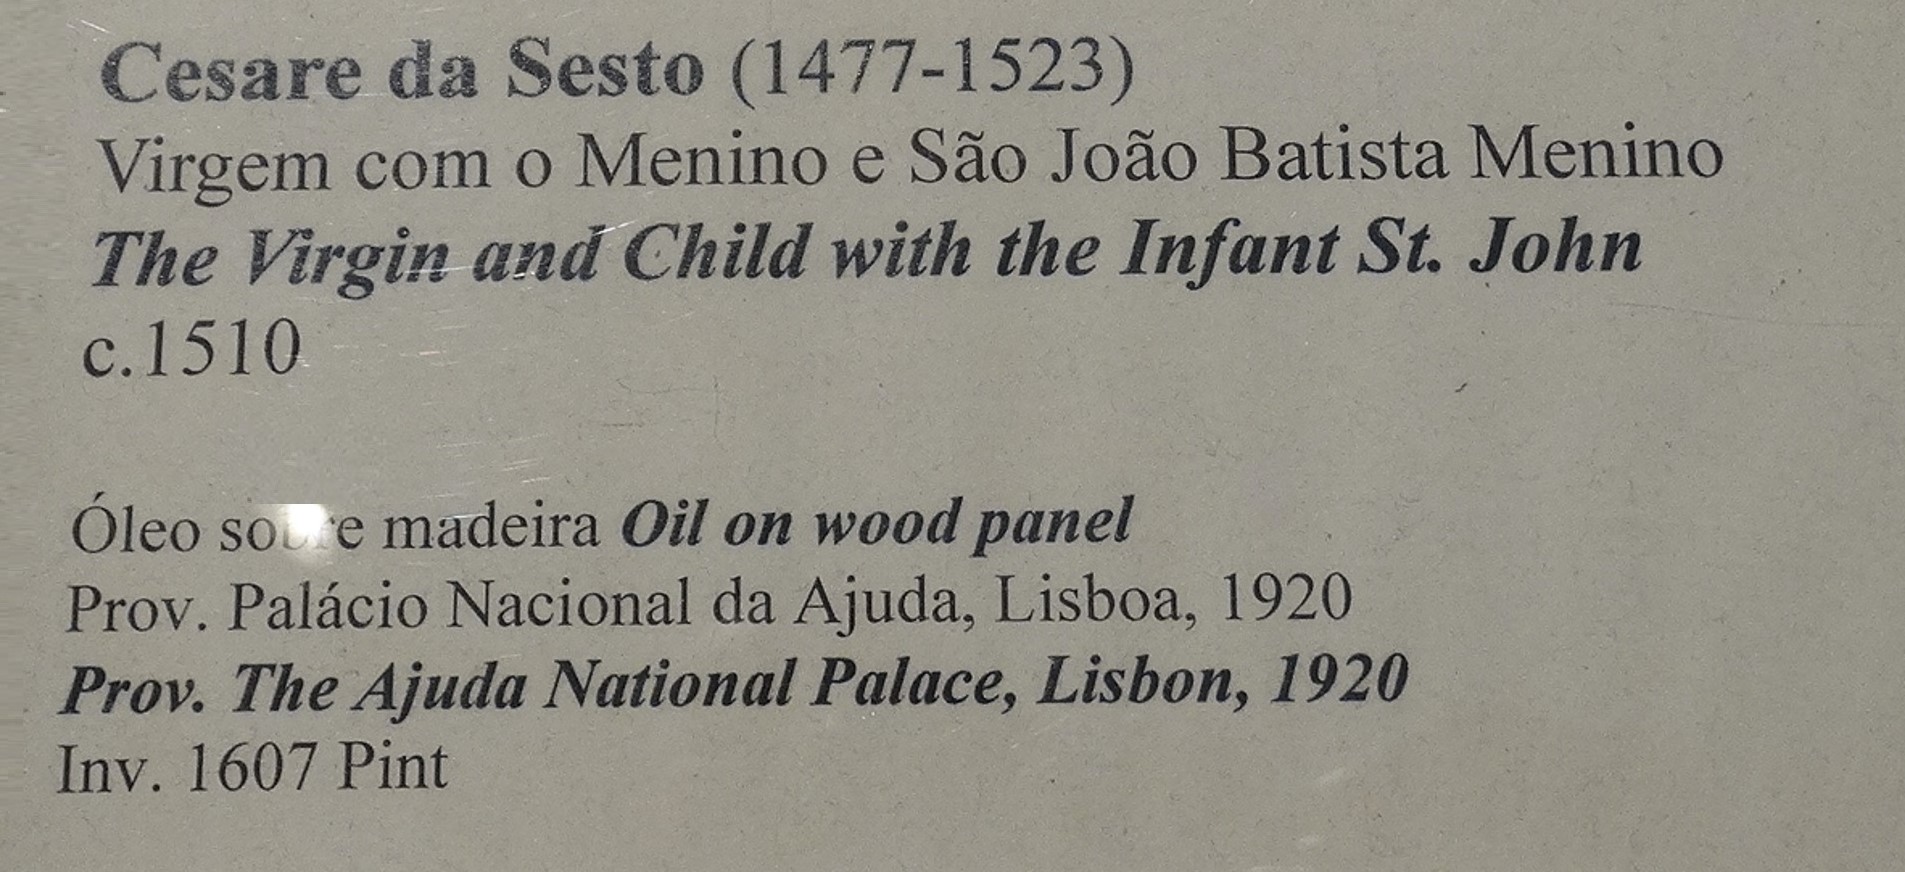 Cesare da Sesto (1477-1523)
Virgem com o Menino e São João Batista Menino
The Virgin and Child with the Infant St. John
c.1510
Óleo sobre madeira Oil on wood panel
Prov. Palácio Nacional da Ajuda, Lisboa, 1920
Prov. The Ajuda National Palace, Lisbon, 1920
Inv. 1607 Pint